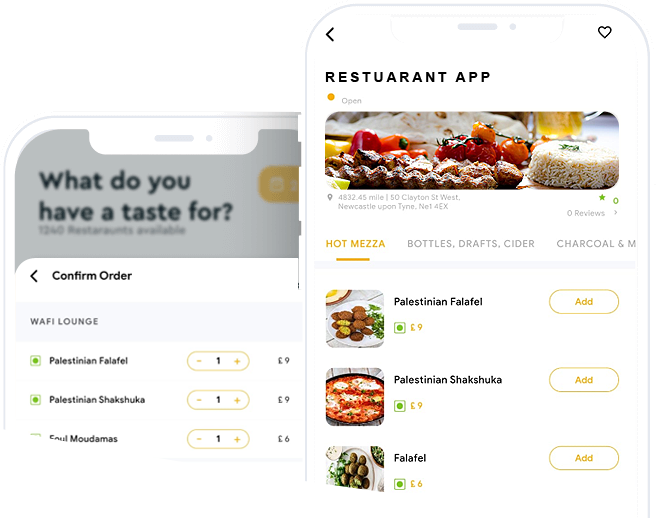 What do you
have a taste for?
1240 Restaraunts available
Confirm Order
WAFI LOUNGE
Palestinian Falafel - 1 + £ 9
Palestinian Shakshuka - 1 + £ 9
Foul Moudamas - 1 + £ 6
RESTUARANT APP
Open
4832.45 mile | 50 Clayton St West,
Newcastle upon Tyne, Ne1 4EX
0
0 Reviews >
HOT MEZZA BOTTLES, DRAFTS, CIDER CHARCOAL & M
Palestinian Falafel Add
£ 9
Palestinian Shakshuka Add
£ 9
Falafel Add
£ 6